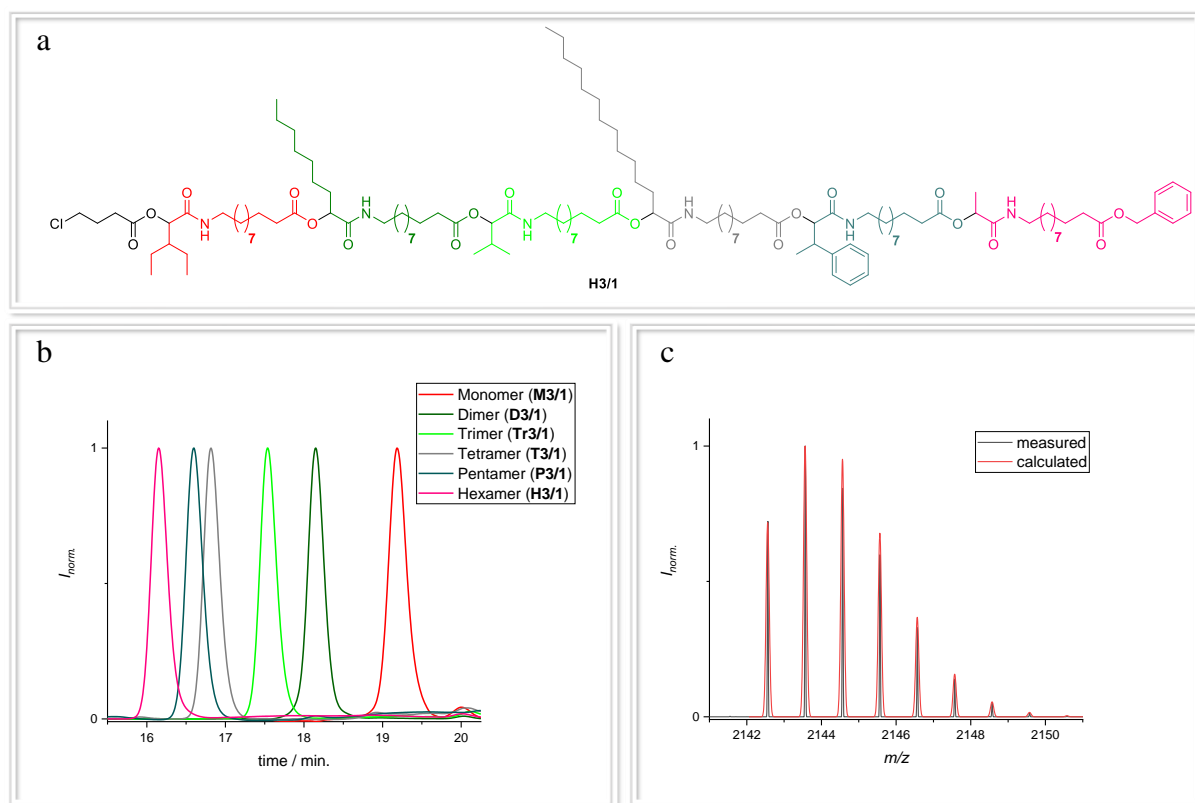 a
O
O
O
O
O
O
O
O
O
O
O
O
O
H
N
H
N
H
N
H
N
H
N
H
N
Cl
O
O
O
O
O
O
O
7
7
7
7
7
7
H3/1
b
Monomer (M3/1)
Dimer (D3/1)
Trimer (Tr3/1)
Tetramer (T3/1)
Pentamer (P3/1)
Hexamer (H3/1)
1
0
I norm.
16 17 18 19 20
time / min.
c
measured
calculated
1
0
I norm.
2142 2144 2146 2148 2150
m/z